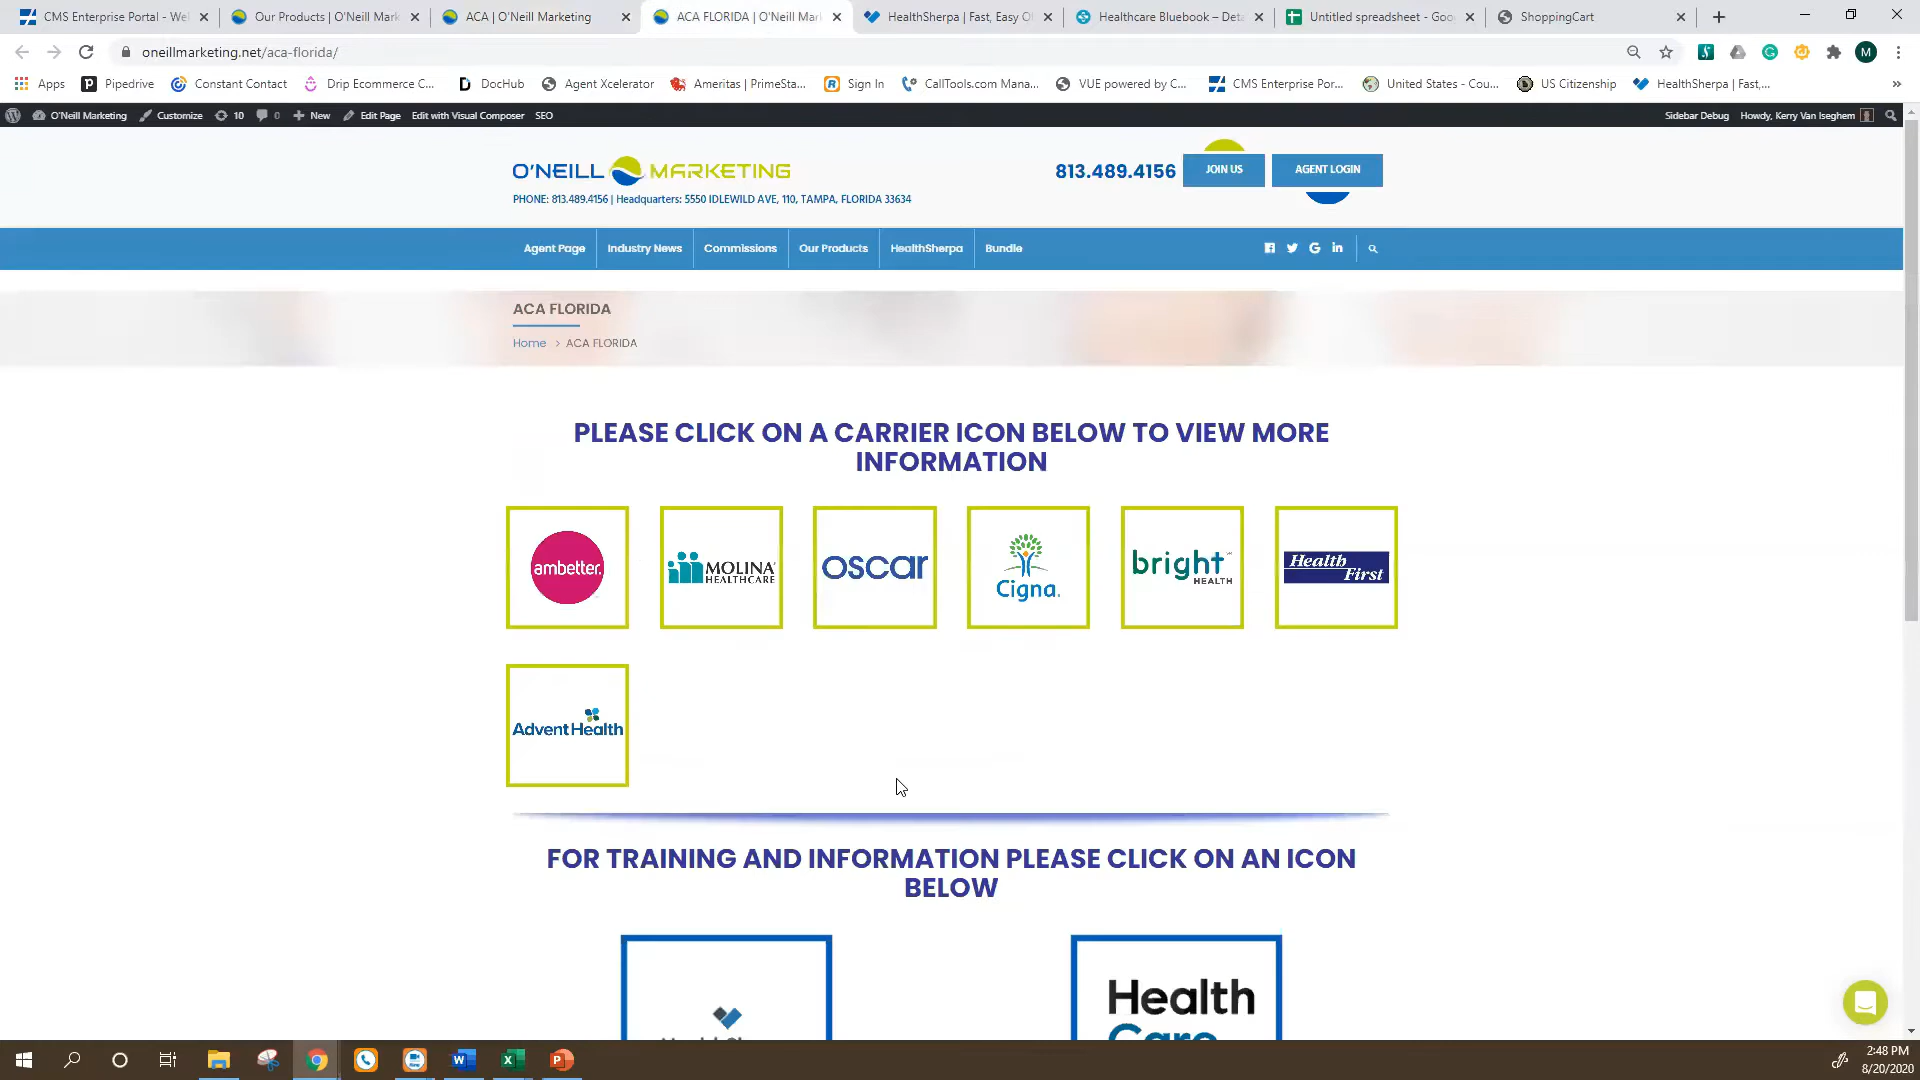 CMS Enterprise Portal - Wel
Our Products | O'Neill Mark
ACA | O'Neill Marketing
ACA FLORIDA | O'Neill Mar
HealthSherpa | Fast, Easy O
Healthcare Bluebook – Deta
Untitled spreadsheet - Goo
ShoppingCart
oneillmarketing.net/aca-florida/
M
Apps
Pipedrive
Constant Contact
Drip Ecommerce C...
DocHub
Agent Xcelerator
Ameritas | PrimeSta...
Sign In
CallTools.com Mana...
VUE powered by C...
CMS Enterprise Por...
United States - Cou...
US Citizenship
HealthSherpa | Fast,...
O'Neill Marketing
Customize
10
0
New
Edit Page
Edit with Visual Composer
SEO
Sidebar Debug
Howdy, Kerry Van Iseghem
O'NEILL MARKETING
813.489.4156
JOIN US
AGENT LOGIN
PHONE: 813.489.4156 | Headquarters: 5550 IDLEWILD AVE, 110, TAMPA, FLORIDA 33634
Agent Page
Industry News
Commissions
Our Products
HealthSherpa
Bundle
ACA FLORIDA
Home > ACA FLORIDA
PLEASE CLICK ON A CARRIER ICON BELOW TO VIEW MORE
INFORMATION
ambetter.
MOLINA
HEALTHCARE
oscar
Cigna.
bright
HEALTH
Health
First
Advent Health
FOR TRAINING AND INFORMATION PLEASE CLICK ON AN ICON
BELOW
Health
Care
2:48 PM
8/20/2020